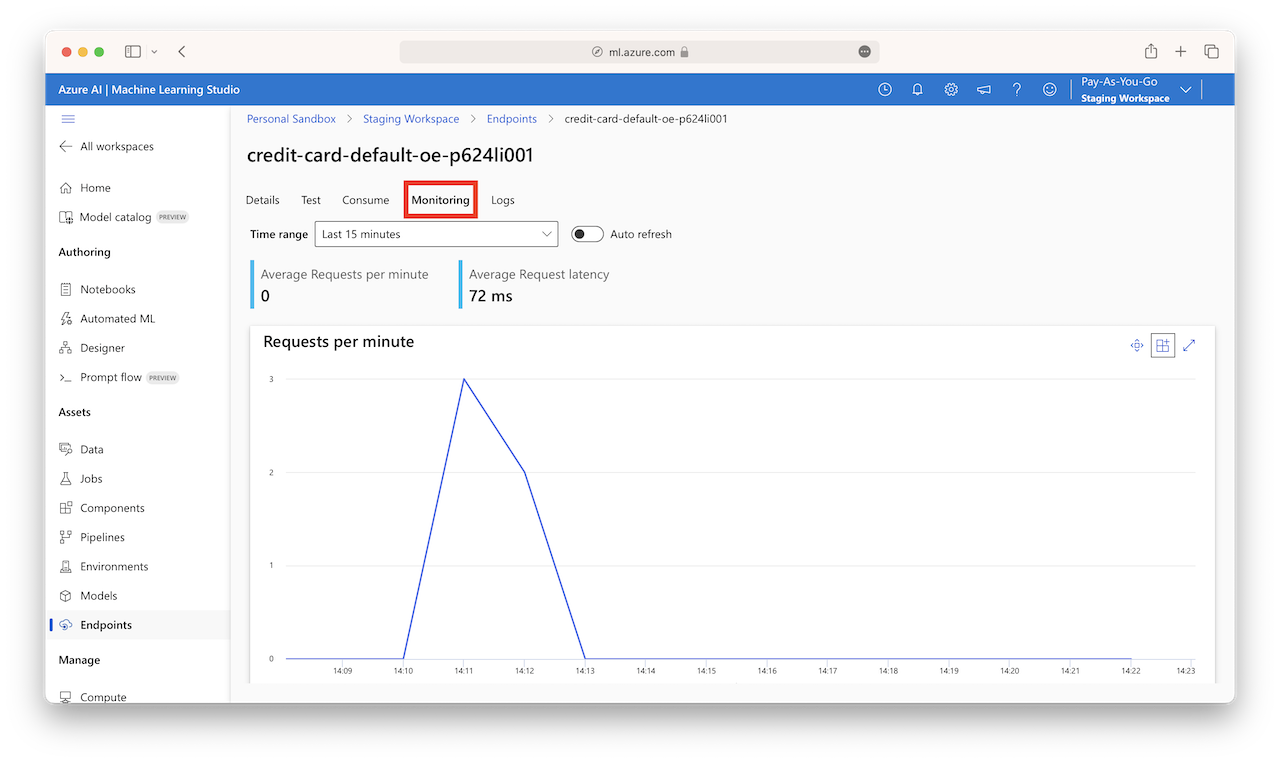 ml.azure.com
Azure AI | Machine Learning Studio
Pay-As-You-Go
Staging Workspace
All workspaces
Home
Model catalog PREVIEW
Authoring
Notebooks
Automated ML
Designer
Prompt flow PREVIEW
Assets
Data
Jobs
Components
Pipelines
Environments
Models
Endpoints
Manage
Compute
Personal Sandbox > Staging Workspace > Endpoints > credit-card-default-oe-p624li001
credit-card-default-oe-p624li001
Details Test Consume Monitoring Logs
Time range Last 15 minutes Auto refresh
Average Requests per minute
0
Average Request latency
72 ms
Requests per minute
3
2
1
0
14:09 14:10 14:11 14:12 14:13 14:14 14:15 14:16 14:17 14:18 14:19 14:20 14:21 14:22 14:23